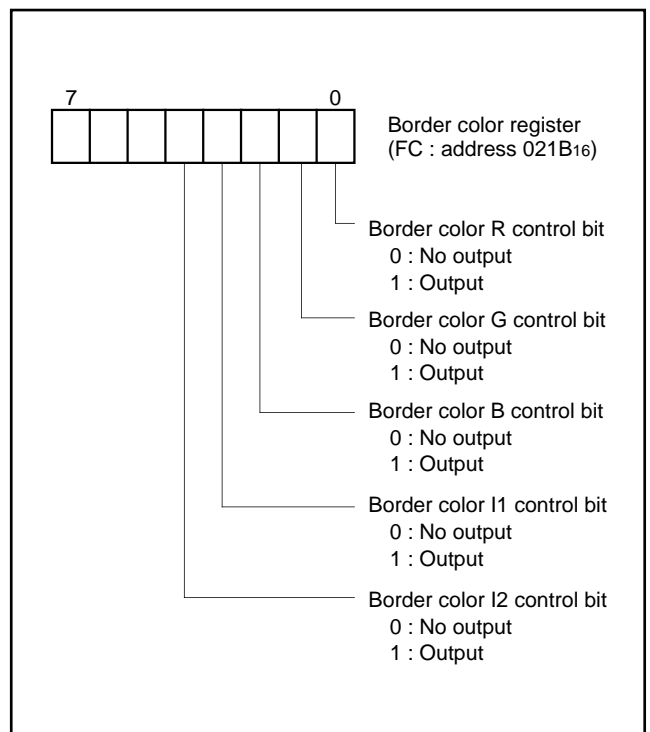 7 0
Border color register
(FC : address 021B16)
Border color R control bit
0 : No output
1 : Output
Border color G control bit
0 : No output
1 : Output
Border color B control bit
0 : No output
1 : Output
Border color I1 control bit
0 : No output
1 : Output
Border color I2 control bit
0 : No output
1 : Output